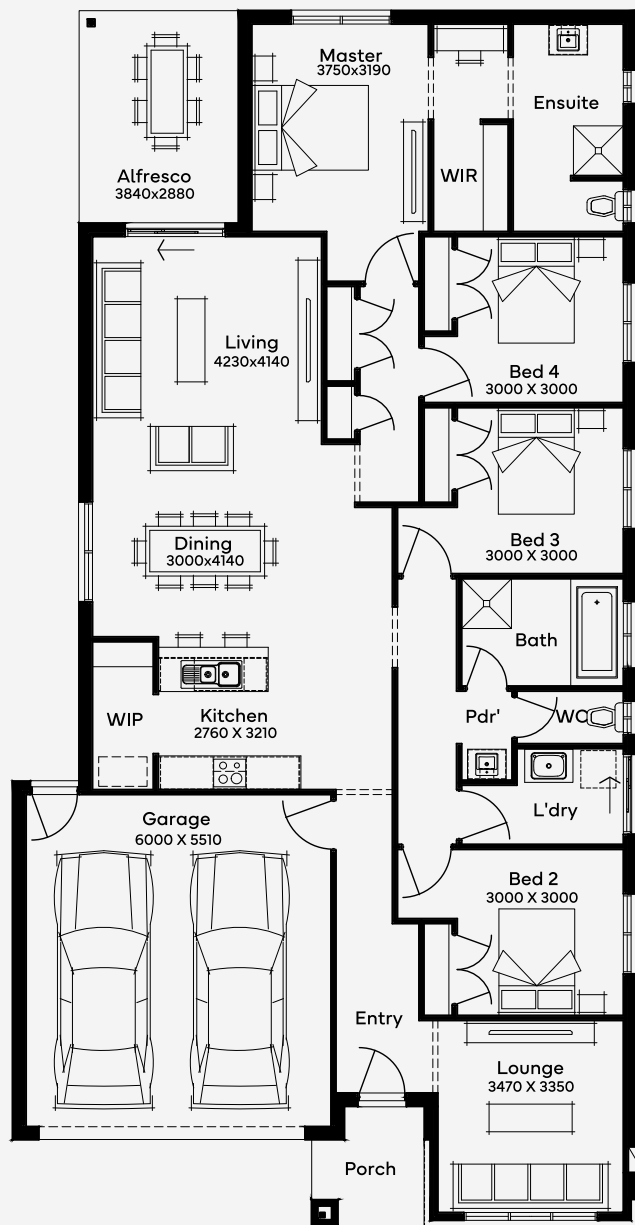 Master
3750x3190
Ensuite
Alfresco
3840x2880
WIR
Living
4230x4140
Bed 4
3000 X 3000
Dining
3000x4140
Bed 3
3000 X 3000
Bath
WIP
Kitchen
2760 X 3210
Pdr'
WC
L'dry
Garage
6000 X 5510
Bed 2
3000 X 3000
Entry
Lounge
3470 X 3350
Porch